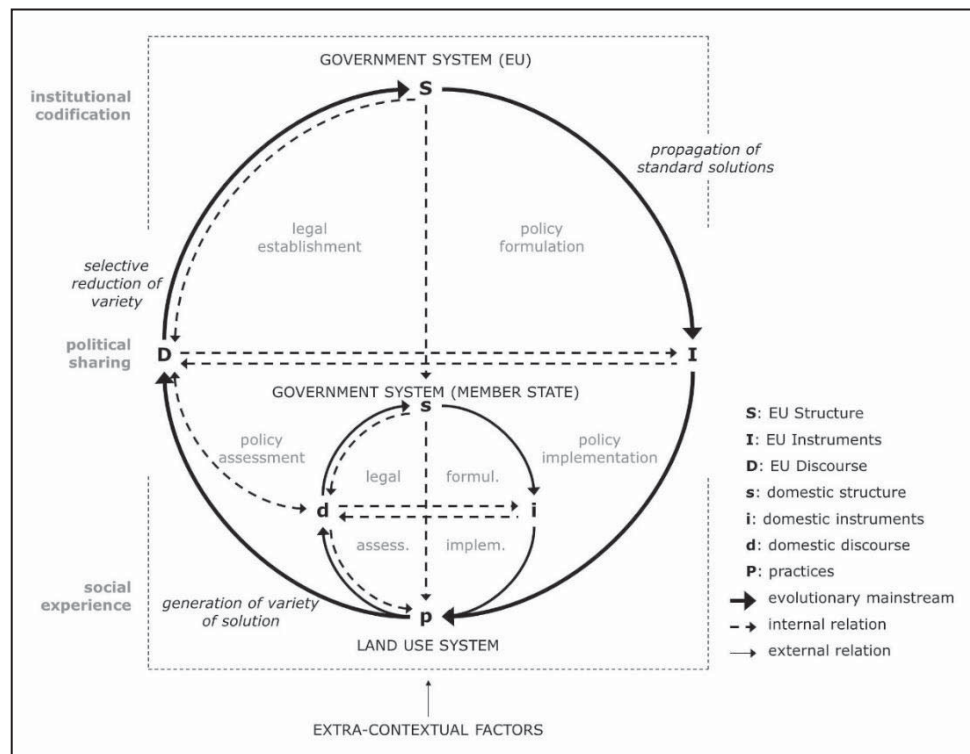 GOVERNMENT SYSTEM (EU)
S
institutional
codification
propagation of
standard solutions
legal
establishment
policy
formulation
selective
reduction of
variety
political
sharing
D
I
GOVERNMENT SYSTEM (MEMBER STATE)
s
policy
assessment
policy
implementation
legal
formul.
d
i
assess.
implem.
social
experience
generation of variety
of solution
p
LAND USE SYSTEM
EXTRA-CONTEXTUAL FACTORS
S: EU Structure
I: EU Instruments
D: EU Discourse
s: domestic structure
i: domestic instruments
d: domestic discourse
P: practices
evolutionary mainstream
internal relation
external relation